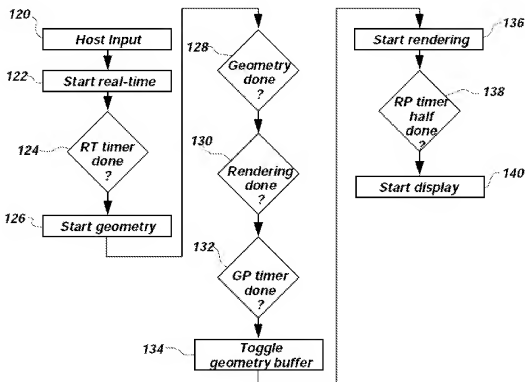 120
Host Input
122
Start real-time
124
RT timer
done
?
126
Start geometry
128
Geometry
done
?
130
Rendering
done
?
132
GP timer
done
?
134
Toggle
geometry buffer
136
Start rendering
138
RP timer
half
done
?
140
Start display